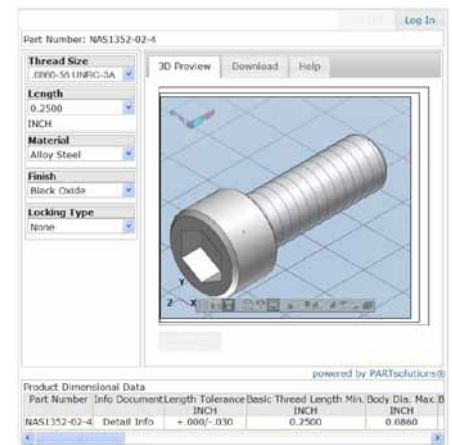 Log In
Part Number: NAS1352-02-4
Thread Size
.0860-56 UNRC-3A
Length
0.2500
INCH
Material
Alloy Steel
Finish
Black Oxide
Locking Type
None
3D Preview Download Help
Y
Z X
powered by PARTsolutions®
Product Dimensional Data
Part Number Info Document Length Tolerance Basic Thread Length Min. Body Dia. Max. B
INCH INCH INCH
NAS1352-02-4 Detail Info +.000/-.030 0.2500 0.0860